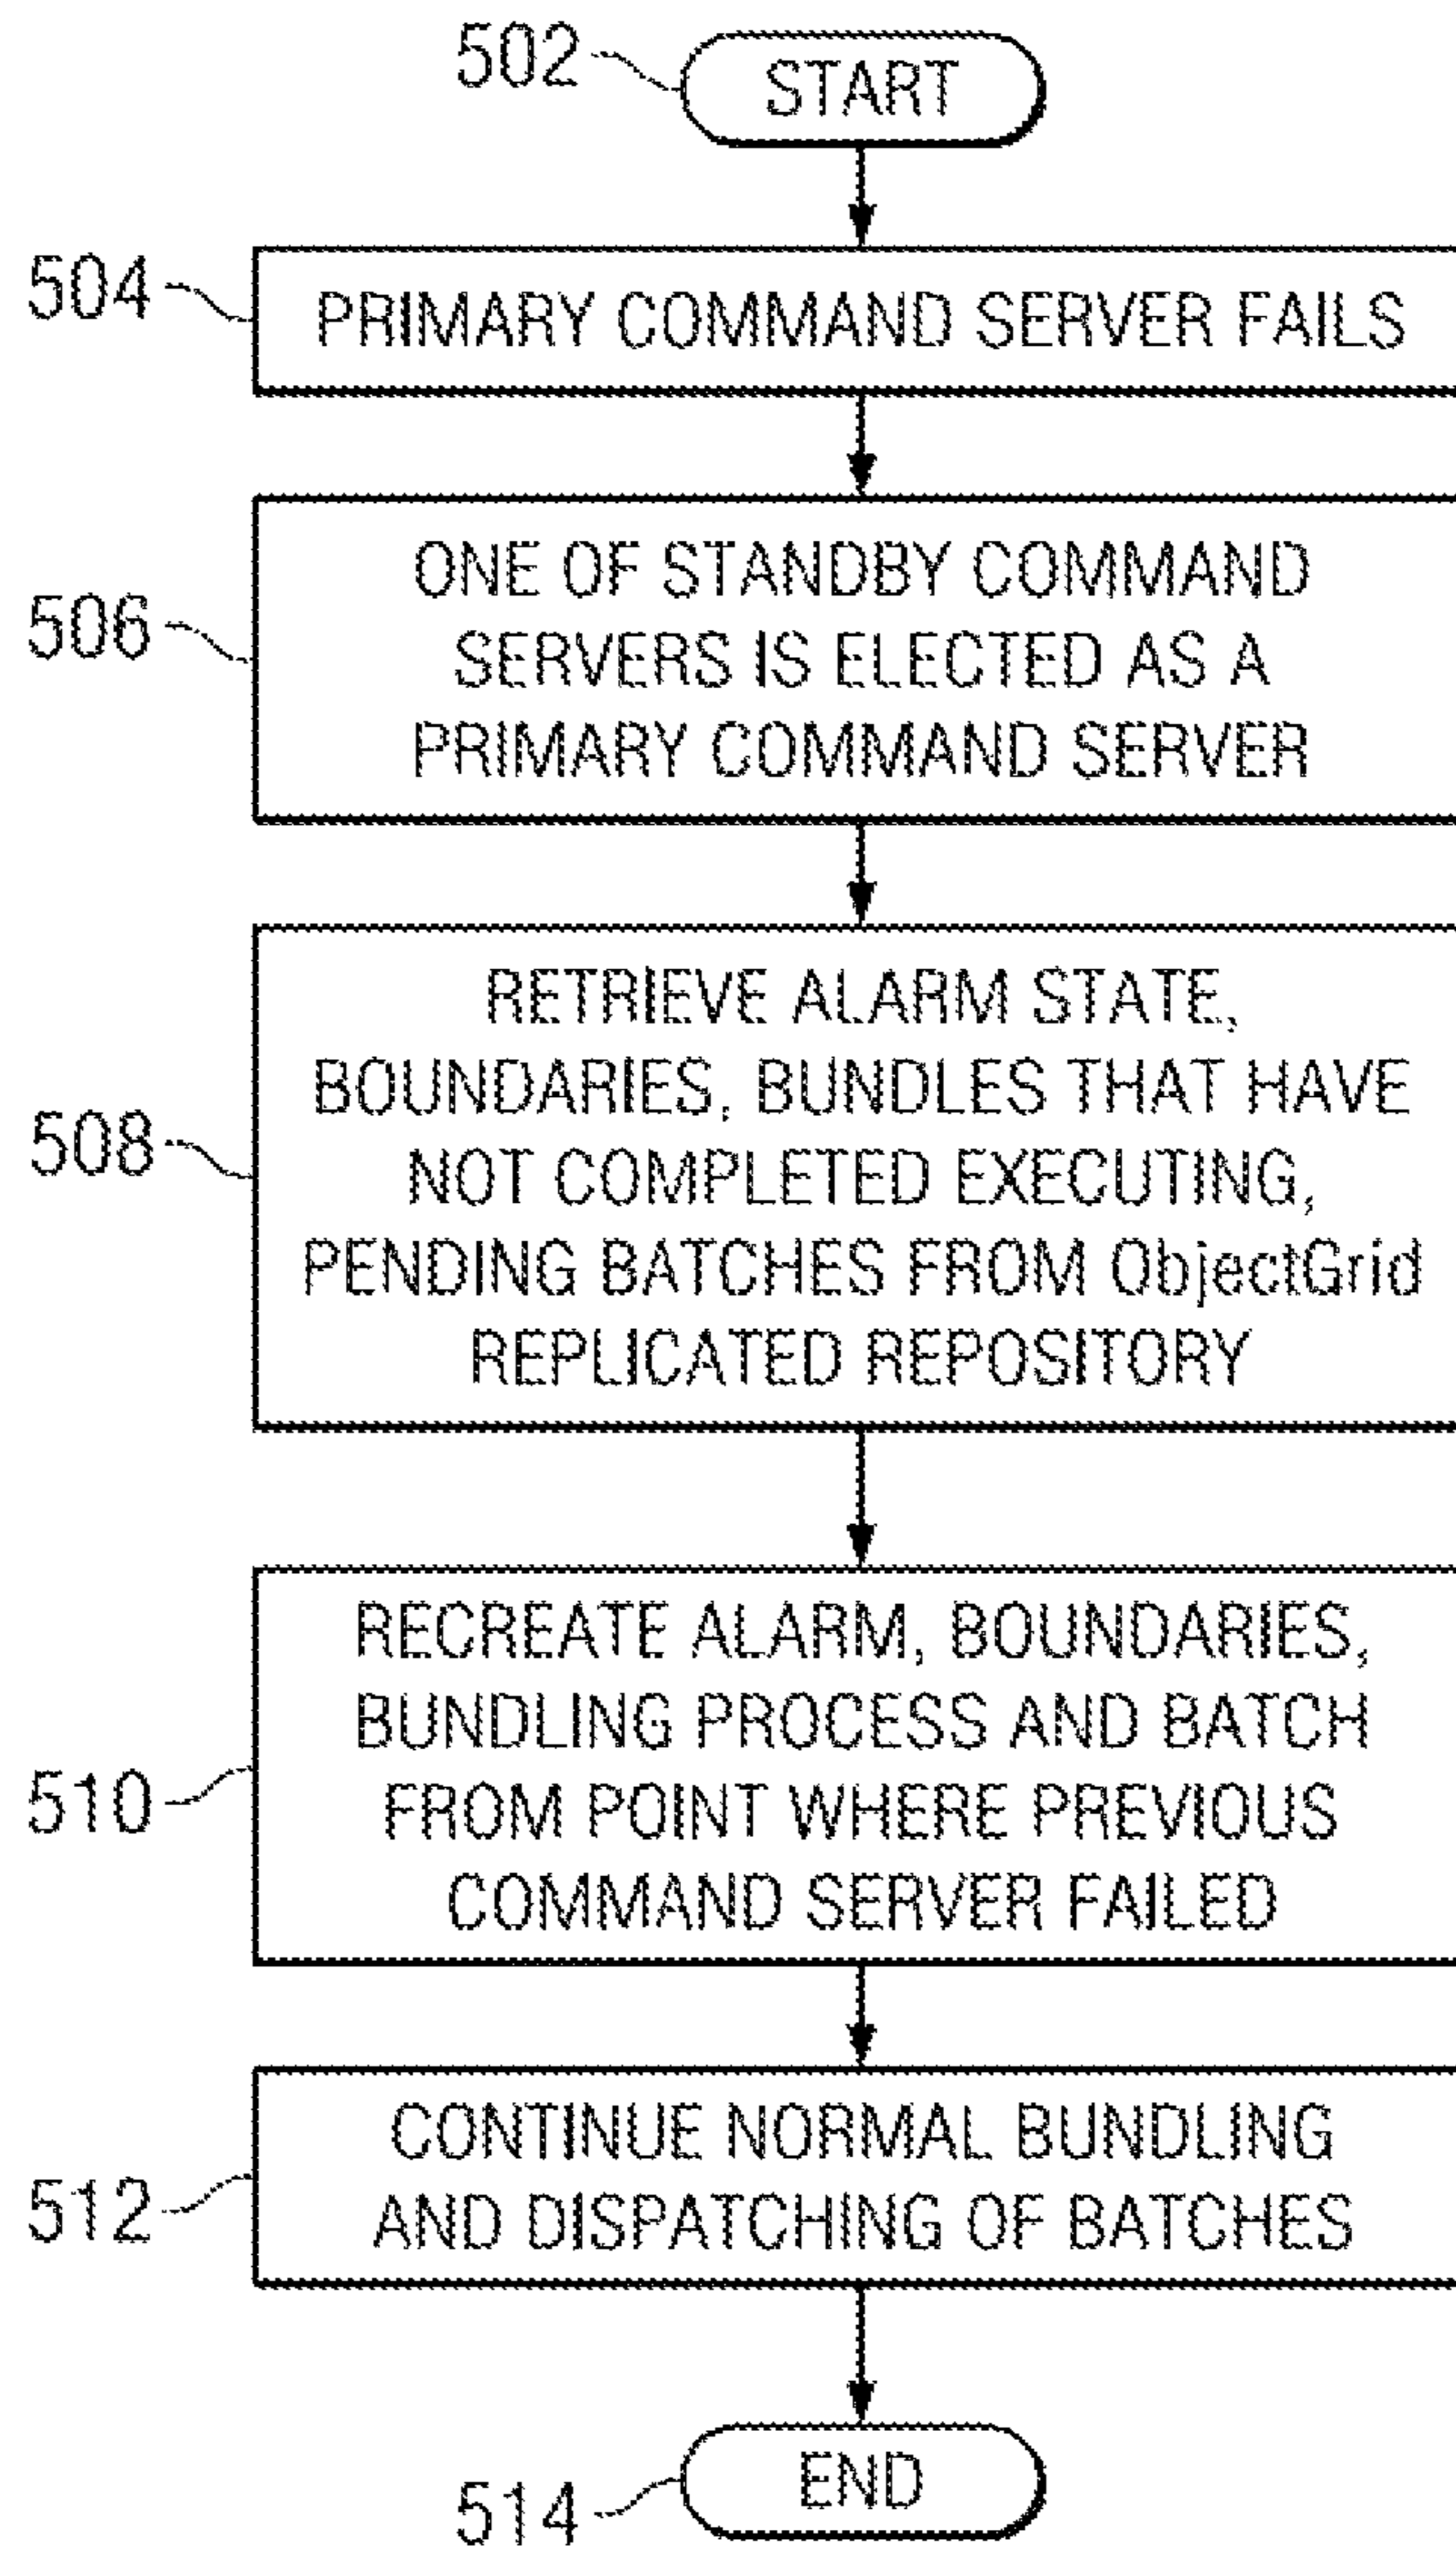 502
START
504
PRIMARY COMMAND SERVER FAILS
506
ONE OF STANDBY COMMAND
SERVERS IS ELECTED AS A
PRIMARY COMMAND SERVER
508
RETRIEVE ALARM STATE,
BOUNDARIES, BUNDLES THAT HAVE
NOT COMPLETED EXECUTING,
PENDING BATCHES FROM ObjectGrid
REPLICATED REPOSITORY
510
RECREATE ALARM, BOUNDARIES,
BUNDLING PROCESS AND BATCH
FROM POINT WHERE PREVIOUS
COMMAND SERVER FAILED
512
CONTINUE NORMAL BUNDLING
AND DISPATCHING OF BATCHES
514
END